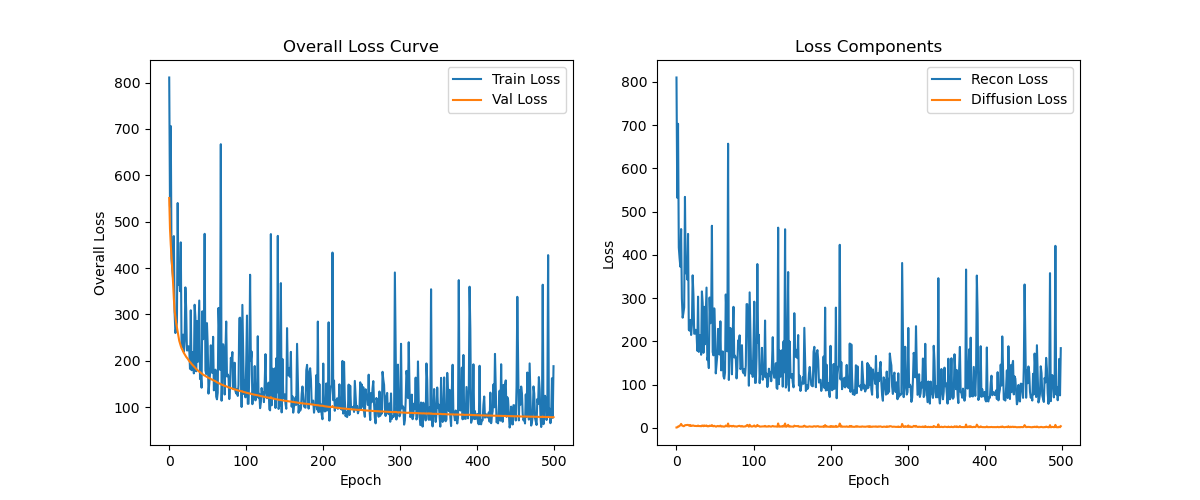 Overall Loss Curve
Train Loss
Val Loss
Overall Loss
800
700
600
500
400
300
200
100
0 100 200 300 400 500
Epoch
Loss Components
Recon Loss
Diffusion Loss
Loss
800
700
600
500
400
300
200
100
0
0 100 200 300 400 500
Epoch